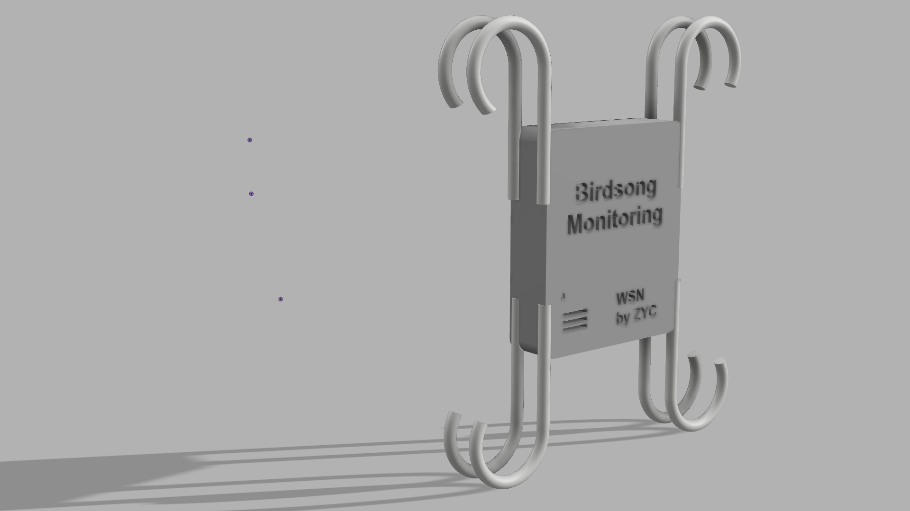 Birdsong
Monitoring
WSN
by ZYC